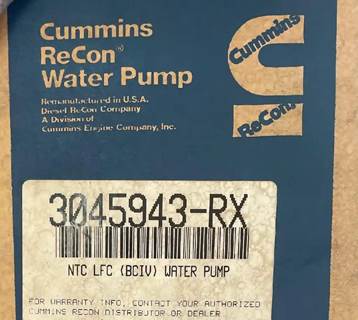 Cummins
ReCon®
Water Pump
Remanufactured in U.S.A.
Diesel ReCon Company
A Division of
Cummins Engine Company, Inc.
Cummins
ReCon
3045943-RX
NTC LFC (BCIV) WATER PUMP
FOR WARRANTY INFO, CONTACT YOUR AUTHORIZED
CUMMINS RECON DISTRIBUTOR OR DEALER